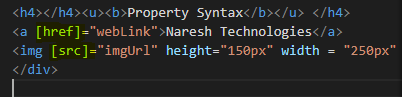 <h4></h4><u><b>Property Syntax</b></u> </h4>
<a [href]="webLink">Naresh Technologies</a>
<img [src]="imgUrl" height="150px" width = "250px"
</div>